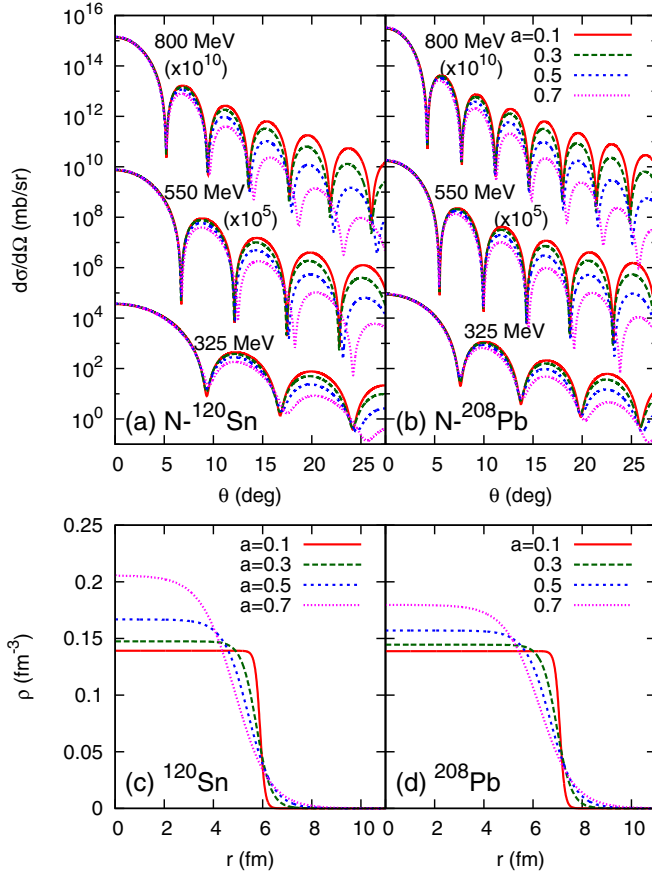 10^16
10^14
10^12
10^10
10^8
10^6
10^4
10^2
10^0
dσ/dΩ (mb/sr)
800 MeV
(x10^10)
550 MeV
(x10^5)
325 MeV
(a) N-^120Sn
0 5 10 15 20 25
θ (deg)
800 MeV
(x10^10)
a=0.1
0.3
0.5
0.7
550 MeV
(x10^5)
325 MeV
(b) N-^208Pb
0 5 10 15 20 25
θ (deg)
0.25
0.2
0.15
0.1
0.05
0
ρ (fm^-3)
a=0.1
a=0.3
a=0.5
a=0.7
(c) ^120Sn
0 2 4 6 8 10
r (fm)
a=0.1
0.3
0.5
0.7
(d) ^208Pb
0 2 4 6 8 10
r (fm)